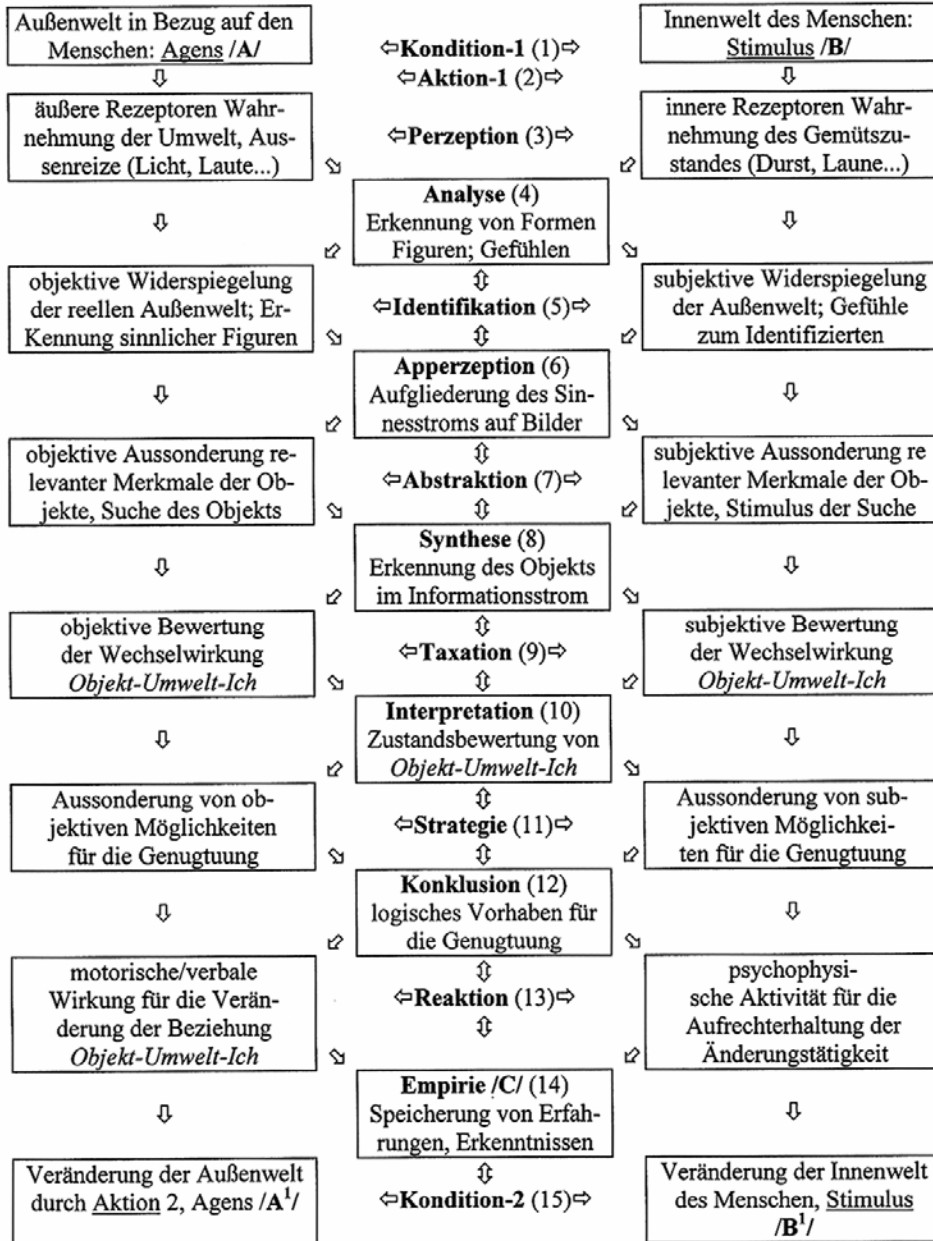 Außenwelt in Bezug auf den
Menschen: Agens /A/
⇦Kondition-1 (1)⇨
⇦Aktion-1 (2)⇨
Innenwelt des Menschen:
Stimulus /B/
äußere Rezeptoren Wahr-
nehmung der Umwelt, Aus-
senreize (Licht, Laute...)
⇦Perzeption (3)⇨
innere Rezeptoren Wahr-
nehmung des Gemütszu-
standes (Durst, Laune...)
Analyse (4)
Erkennung von Formen
Figuren; Gefühlen
objektive Widerspiegelung
der reellen Außenwelt; Er-
Kennung sinnlicher Figuren
⇦Identifikation (5)⇨
subjektive Widerspiegelung
der Außenwelt; Gefühle
zum Identifizierten
Apperzeption (6)
Aufgliederung des Sin-
nesstroms auf Bilder
objektive Aussonderung re-
levanter Merkmale der Ob-
jekte, Suche des Objekts
⇦Abstraktion (7)⇨
subjektive Aussonderung re
levanter Merkmale der Ob-
jekte, Stimulus der Suche
Synthese (8)
Erkennung des Objekts
im Informationsstrom
objektive Bewertung
der Wechselwirkung
Objekt-Umwelt-Ich
⇦Taxation (9)⇨
subjektive Bewertung
der Wechselwirkung
Objekt-Umwelt-Ich
Interpretation (10)
Zustandsbewertung von
Objekt-Umwelt-Ich
Aussonderung von ob-
jektiven Möglichkeiten
für die Genugtuung
⇦Strategie (11)⇨
Aussonderung von sub-
jektiven Möglichkei-
ten für die Genugtuung
Konklusion (12)
logisches Vorhaben für
die Genugtuung
motorische/verbale
Wirkung für die Verän-
derung der Beziehung
Objekt-Umwelt-Ich
⇦Reaktion (13)⇨
psychophysi-
sche Aktivität für die
Aufrechterhaltung der
Änderungstätigkeit
Empirie /C/ (14)
Speicherung von Erfah-
rungen, Erkenntnissen
Veränderung der Außenwelt
durch Aktion 2, Agens /A¹/
⇦Kondition-2 (15)⇨
Veränderung der Innenwelt
des Menschen, Stimulus
/B¹/